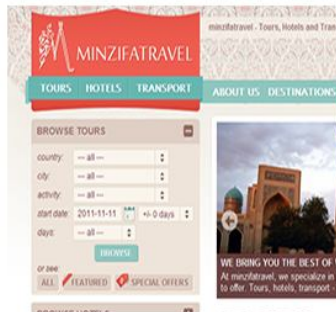 minzifatravel - Tours, Hotels and Tran
MINZIFATRAVEL
TOURS HOTELS TRANSPORT
ABOUT US DESTINATIONS
BROWSE TOURS
country: --- all ---
city: --- all ---
activity: --- all ---
start date: 2011-11-11 +/- 0 days
days: --- all ---
BROWSE
or see:
ALL FEATURED SPECIAL OFFERS
WE BRING YOU THE BEST OF
At minzifatravel, we specialize in
to offer. Tours, hotels, transport -
BROWSE HOTELS